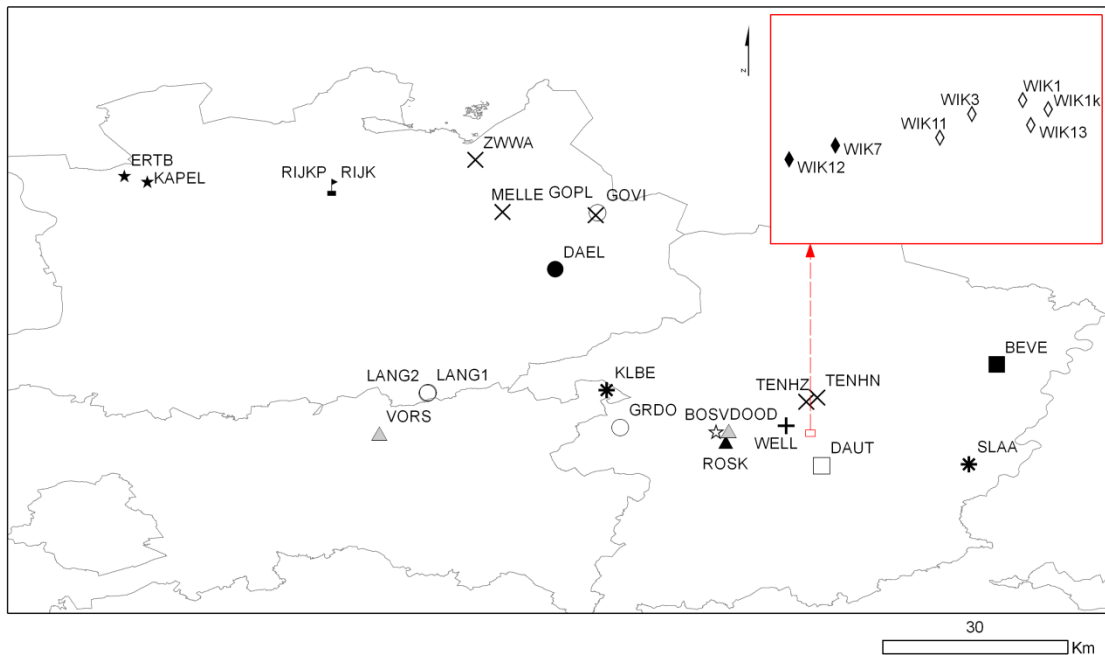 WIK1
WIK3
WIK1k
WIK11
WIK13
WIK7
WIK12
z
ZWWA
ERTB
KAPEL
RIJKP
RIJK
MELLE
GOPL
GOVI
DAEL
BEVE
LANG2
LANG1
KLBE
TENHZ
TENHN
VORS
GRDO
BOSVDOOD
WELL
ROSK
DAUT
SLAA
30
Km